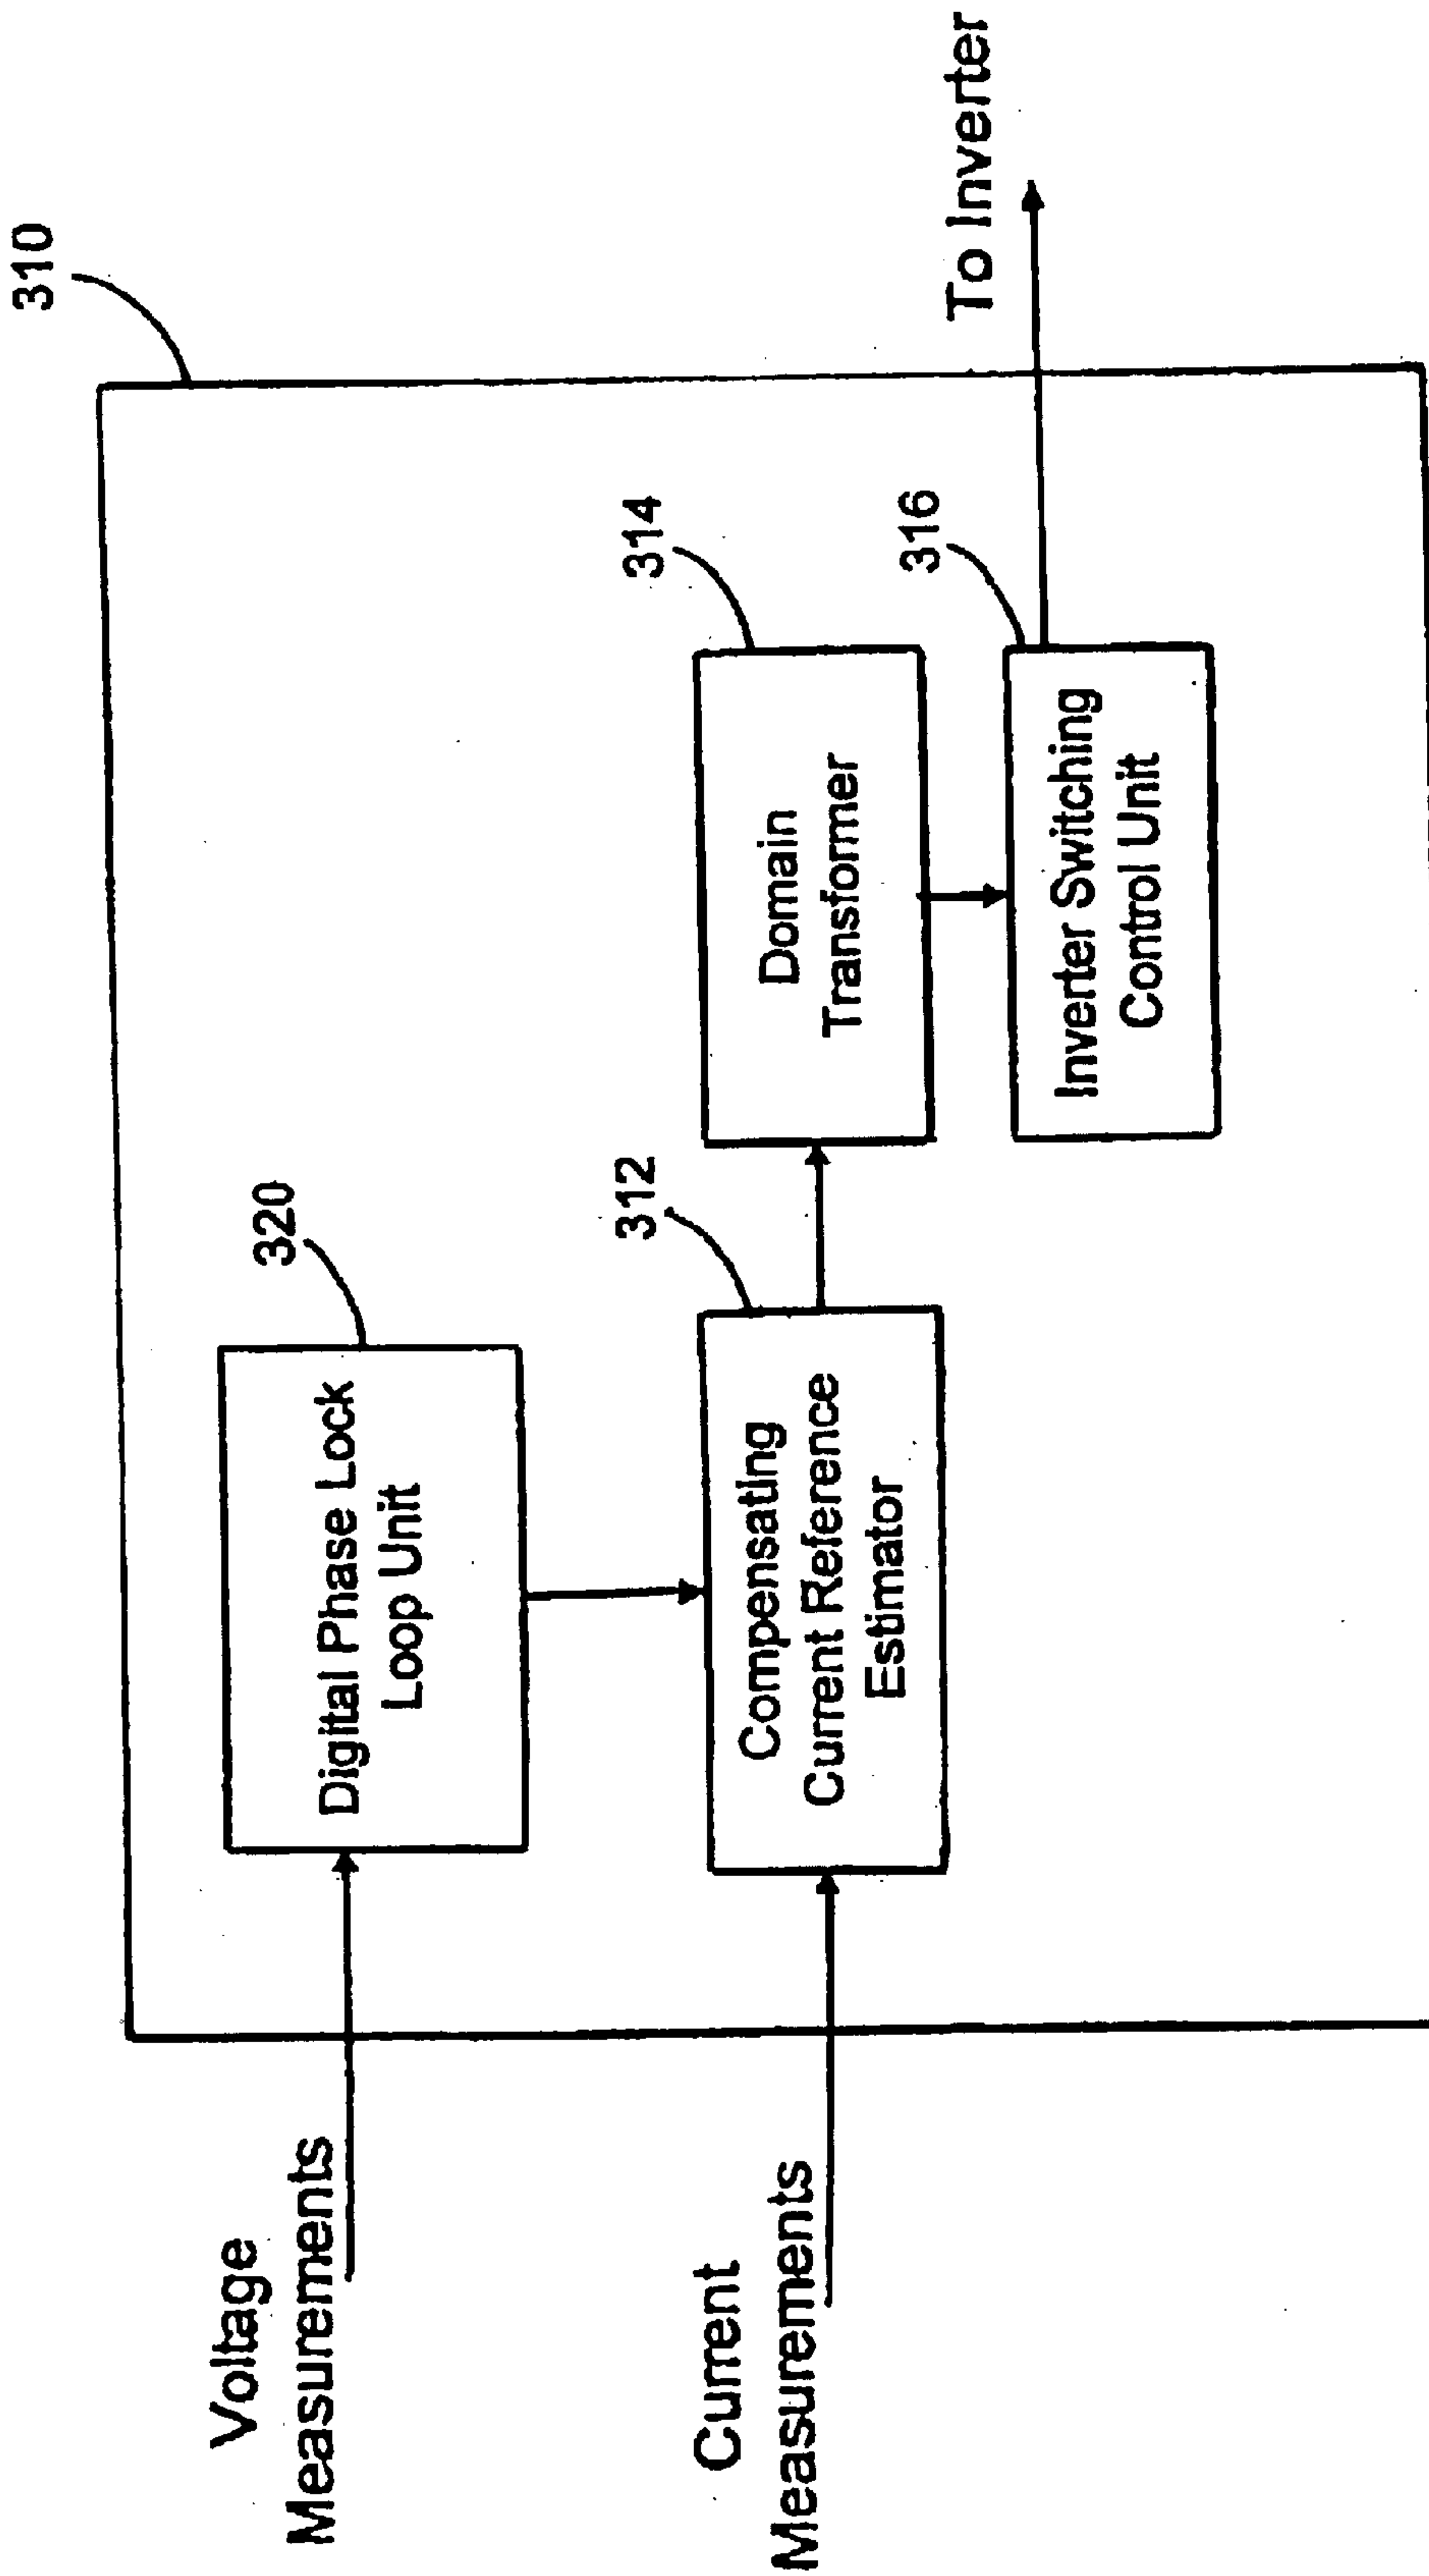 310
Voltage
Measurements
320
Digital Phase Lock
Loop Unit
Current
Measurements
312
Compensating
Current Reference
Estimator
314
Domain
Transformer
316
Inverter Switching
Control Unit
To Inverter